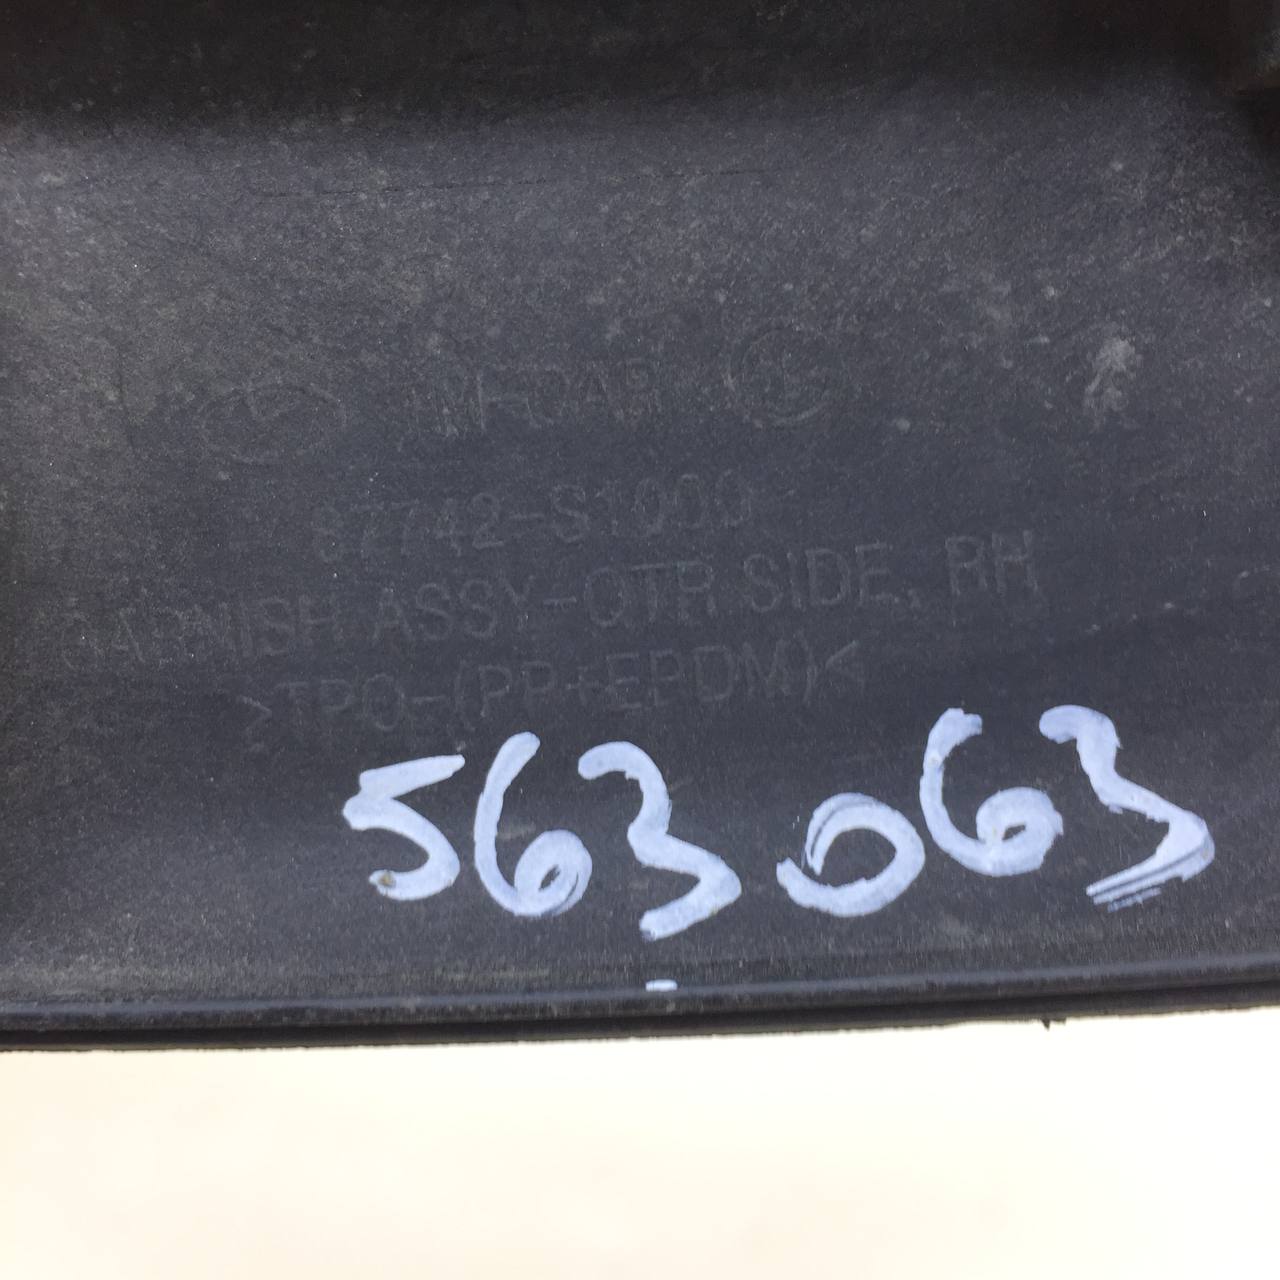 87742-S1000
GARNISH ASSY-QTR SIDE, RH
>TPO-(PP+EPDM)<
563063